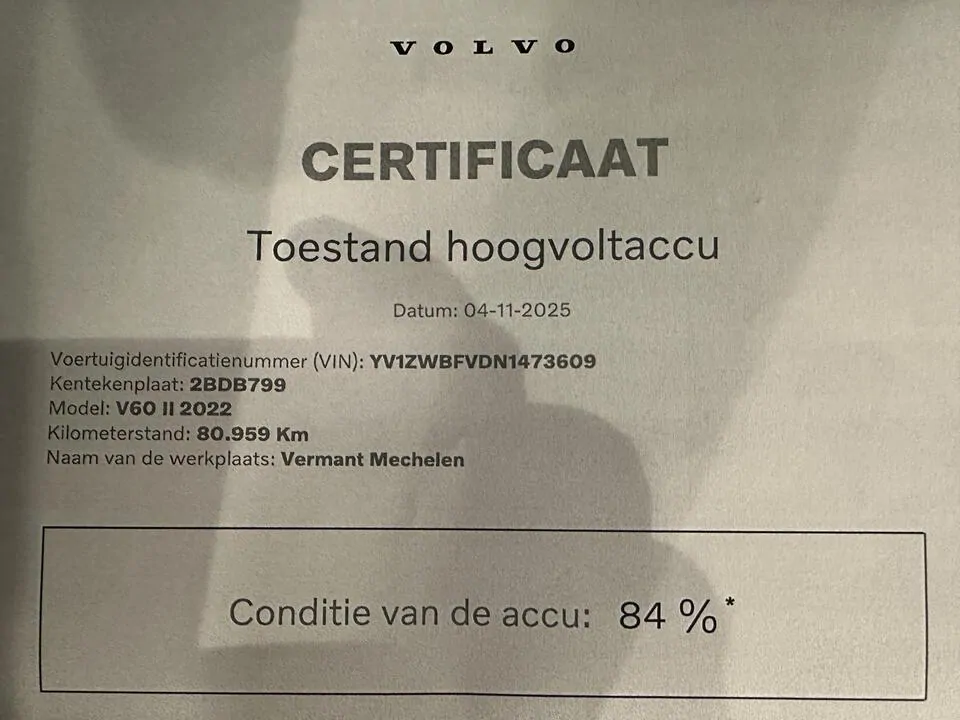 VOLVO
CERTIFICAAT
Toestand hoogvoltaccu
Datum: 04-11-2025
Voertuigidentificatienummer (VIN): YV1ZWBFVDN1473609
Kentekenplaat: 2BDB799
Model: V60 II 2022
Kilometerstand: 80.959 Km
Naam van de werkplaats: Vermant Mechelen
Conditie van de accu: 84 %*